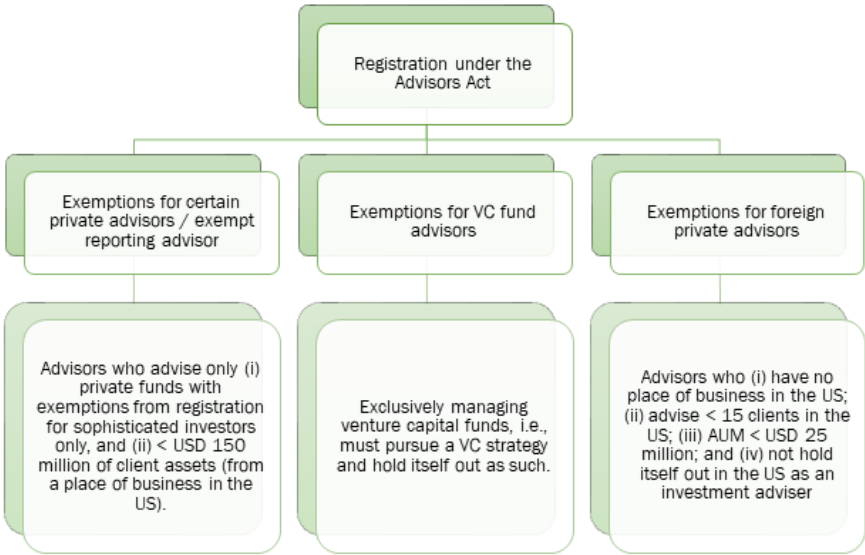 Registration under the
Advisors Act
Exemptions for certain
private advisors / exempt
reporting advisor
Exemptions for VC fund
advisors
Exemptions for foreign
private advisors
Advisors who advise only (i)
private funds with
exemptions from registration
for sophisticated investors
only, and (ii) < USD 150
million of client assets (from
a place of business in the
US).
Exclusively managing
venture capital funds, i.e.,
must pursue a VC strategy
and hold itself out as such.
Advisors who (i) have no
place of business in the US;
(ii) advise < 15 clients in the
US; (iii) AUM < USD 25
million; and (iv) not hold
itself out in the US as an
investment adviser